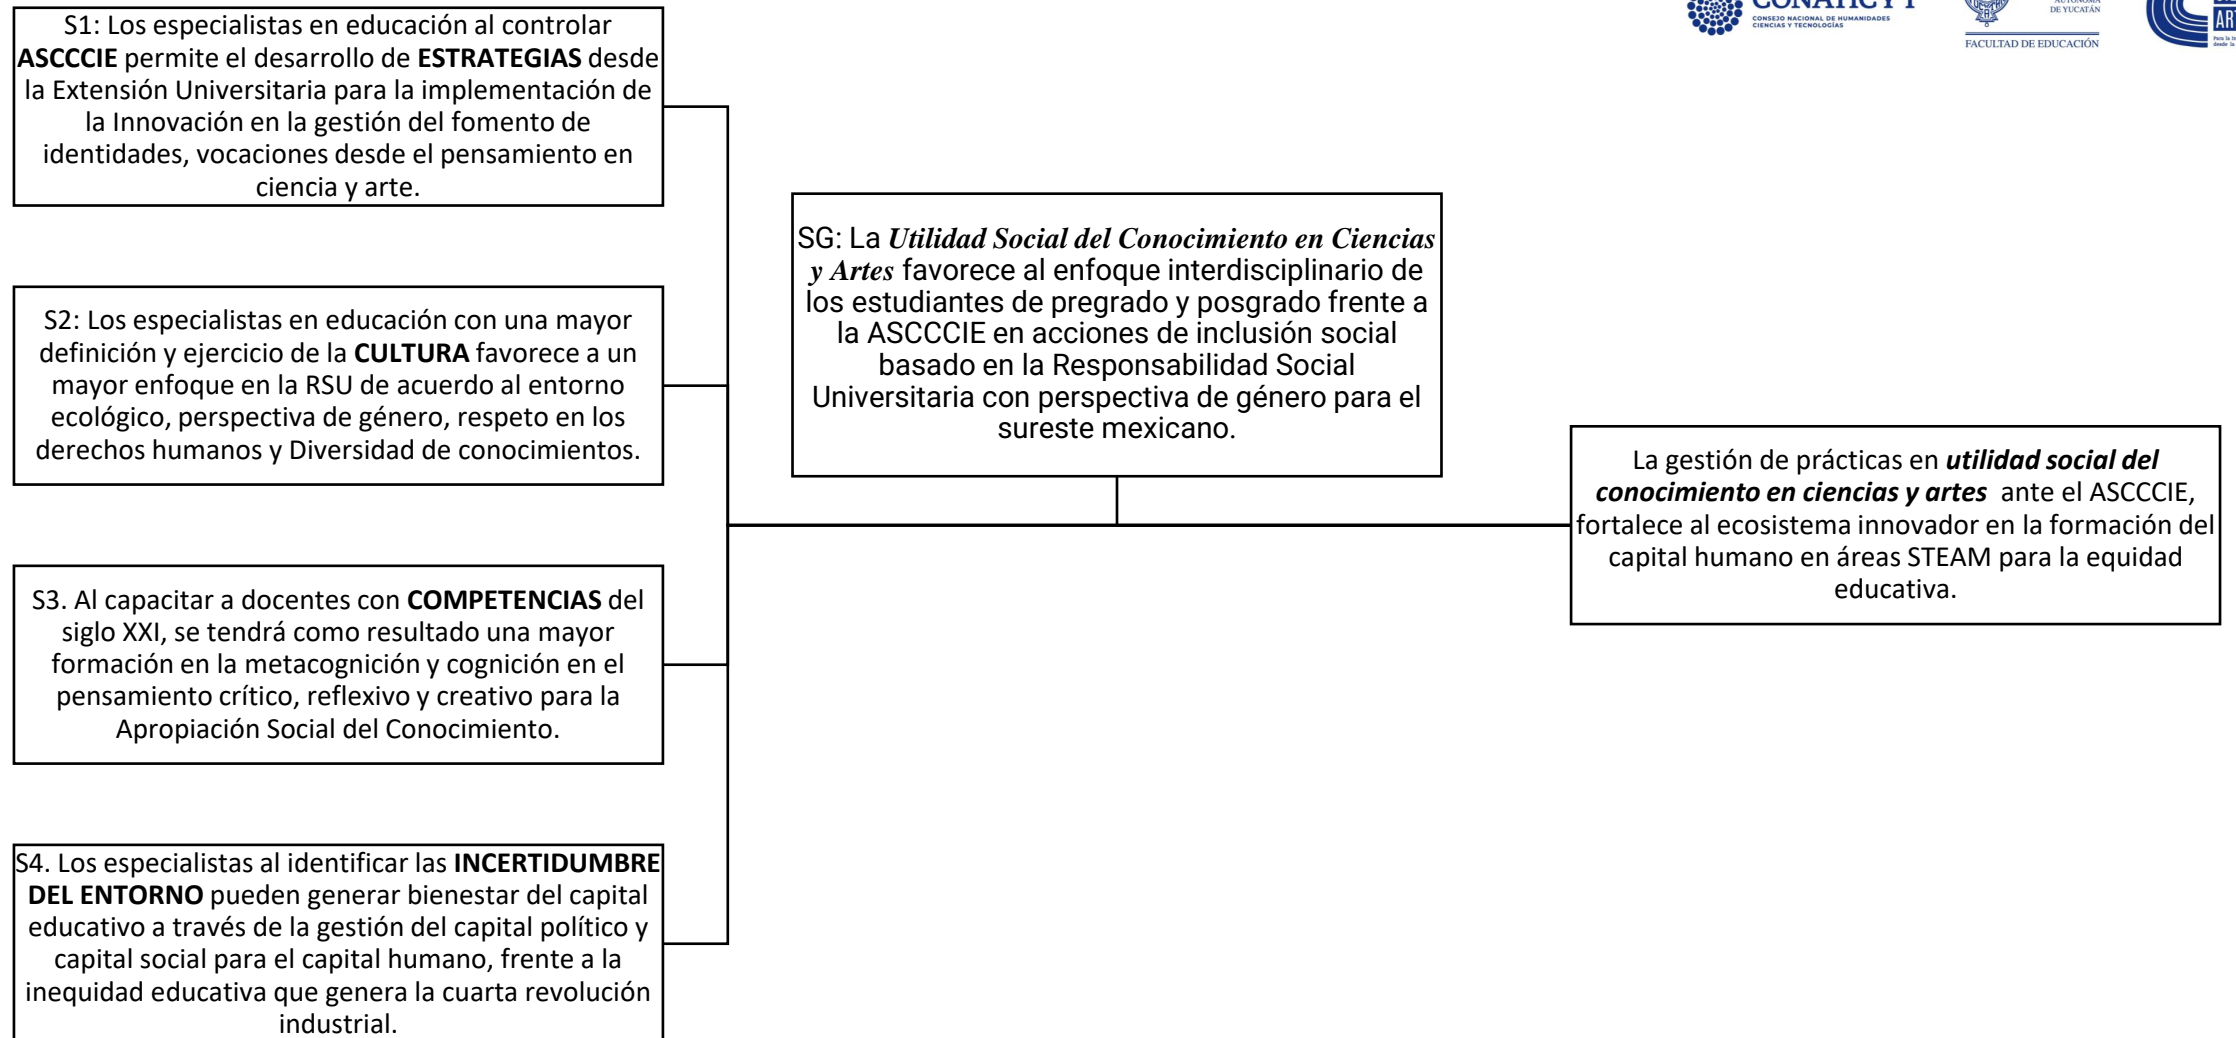 S1: Los especialistas en educación al controlar
ASCCCIE permite el desarrollo de ESTRATEGIAS desde
la Extensión Universitaria para la implementación de
la Innovación en la gestión del fomento de
identidades, vocaciones desde el pensamiento en
ciencia y arte.
CONSEJO NACIONAL DE HUMANIDADES
CIENCIAS Y TECNOLOGÍAS
DE YUCATÁN
FACULTAD DE EDUCACIÓN
S2: Los especialistas en educación con una mayor
definición y ejercicio de la CULTURA favorece a un
mayor enfoque en la RSU de acuerdo al entorno
ecológico, perspectiva de género, respeto en los
derechos humanos y Diversidad de conocimientos.
S3. Al capacitar a docentes con COMPETENCIAS del
siglo XXI, se tendrá como resultado una mayor
formación en la metacognición y cognición en el
pensamiento crítico, reflexivo y creativo para la
Apropiación Social del Conocimiento.
S4. Los especialistas al identificar las INCERTIDUMBRE
DEL ENTORNO pueden generar bienestar del capital
educativo a través de la gestión del capital político y
capital social para el capital humano, frente a la
inequidad educativa que genera la cuarta revolución
industrial.
SG: La Utilidad Social del Conocimiento en Ciencias
y Artes favorece al enfoque interdisciplinario de
los estudiantes de pregrado y posgrado frente a
la ASCCCIE en acciones de inclusión social
basado en la Responsabilidad Social
Universitaria con perspectiva de género para el
sureste mexicano.
La gestión de prácticas en utilidad social del
conocimiento en ciencias y artes ante el ASCCCIE,
fortalece al ecosistema innovador en la formación del
capital humano en áreas STEAM para la equidad
educativa.